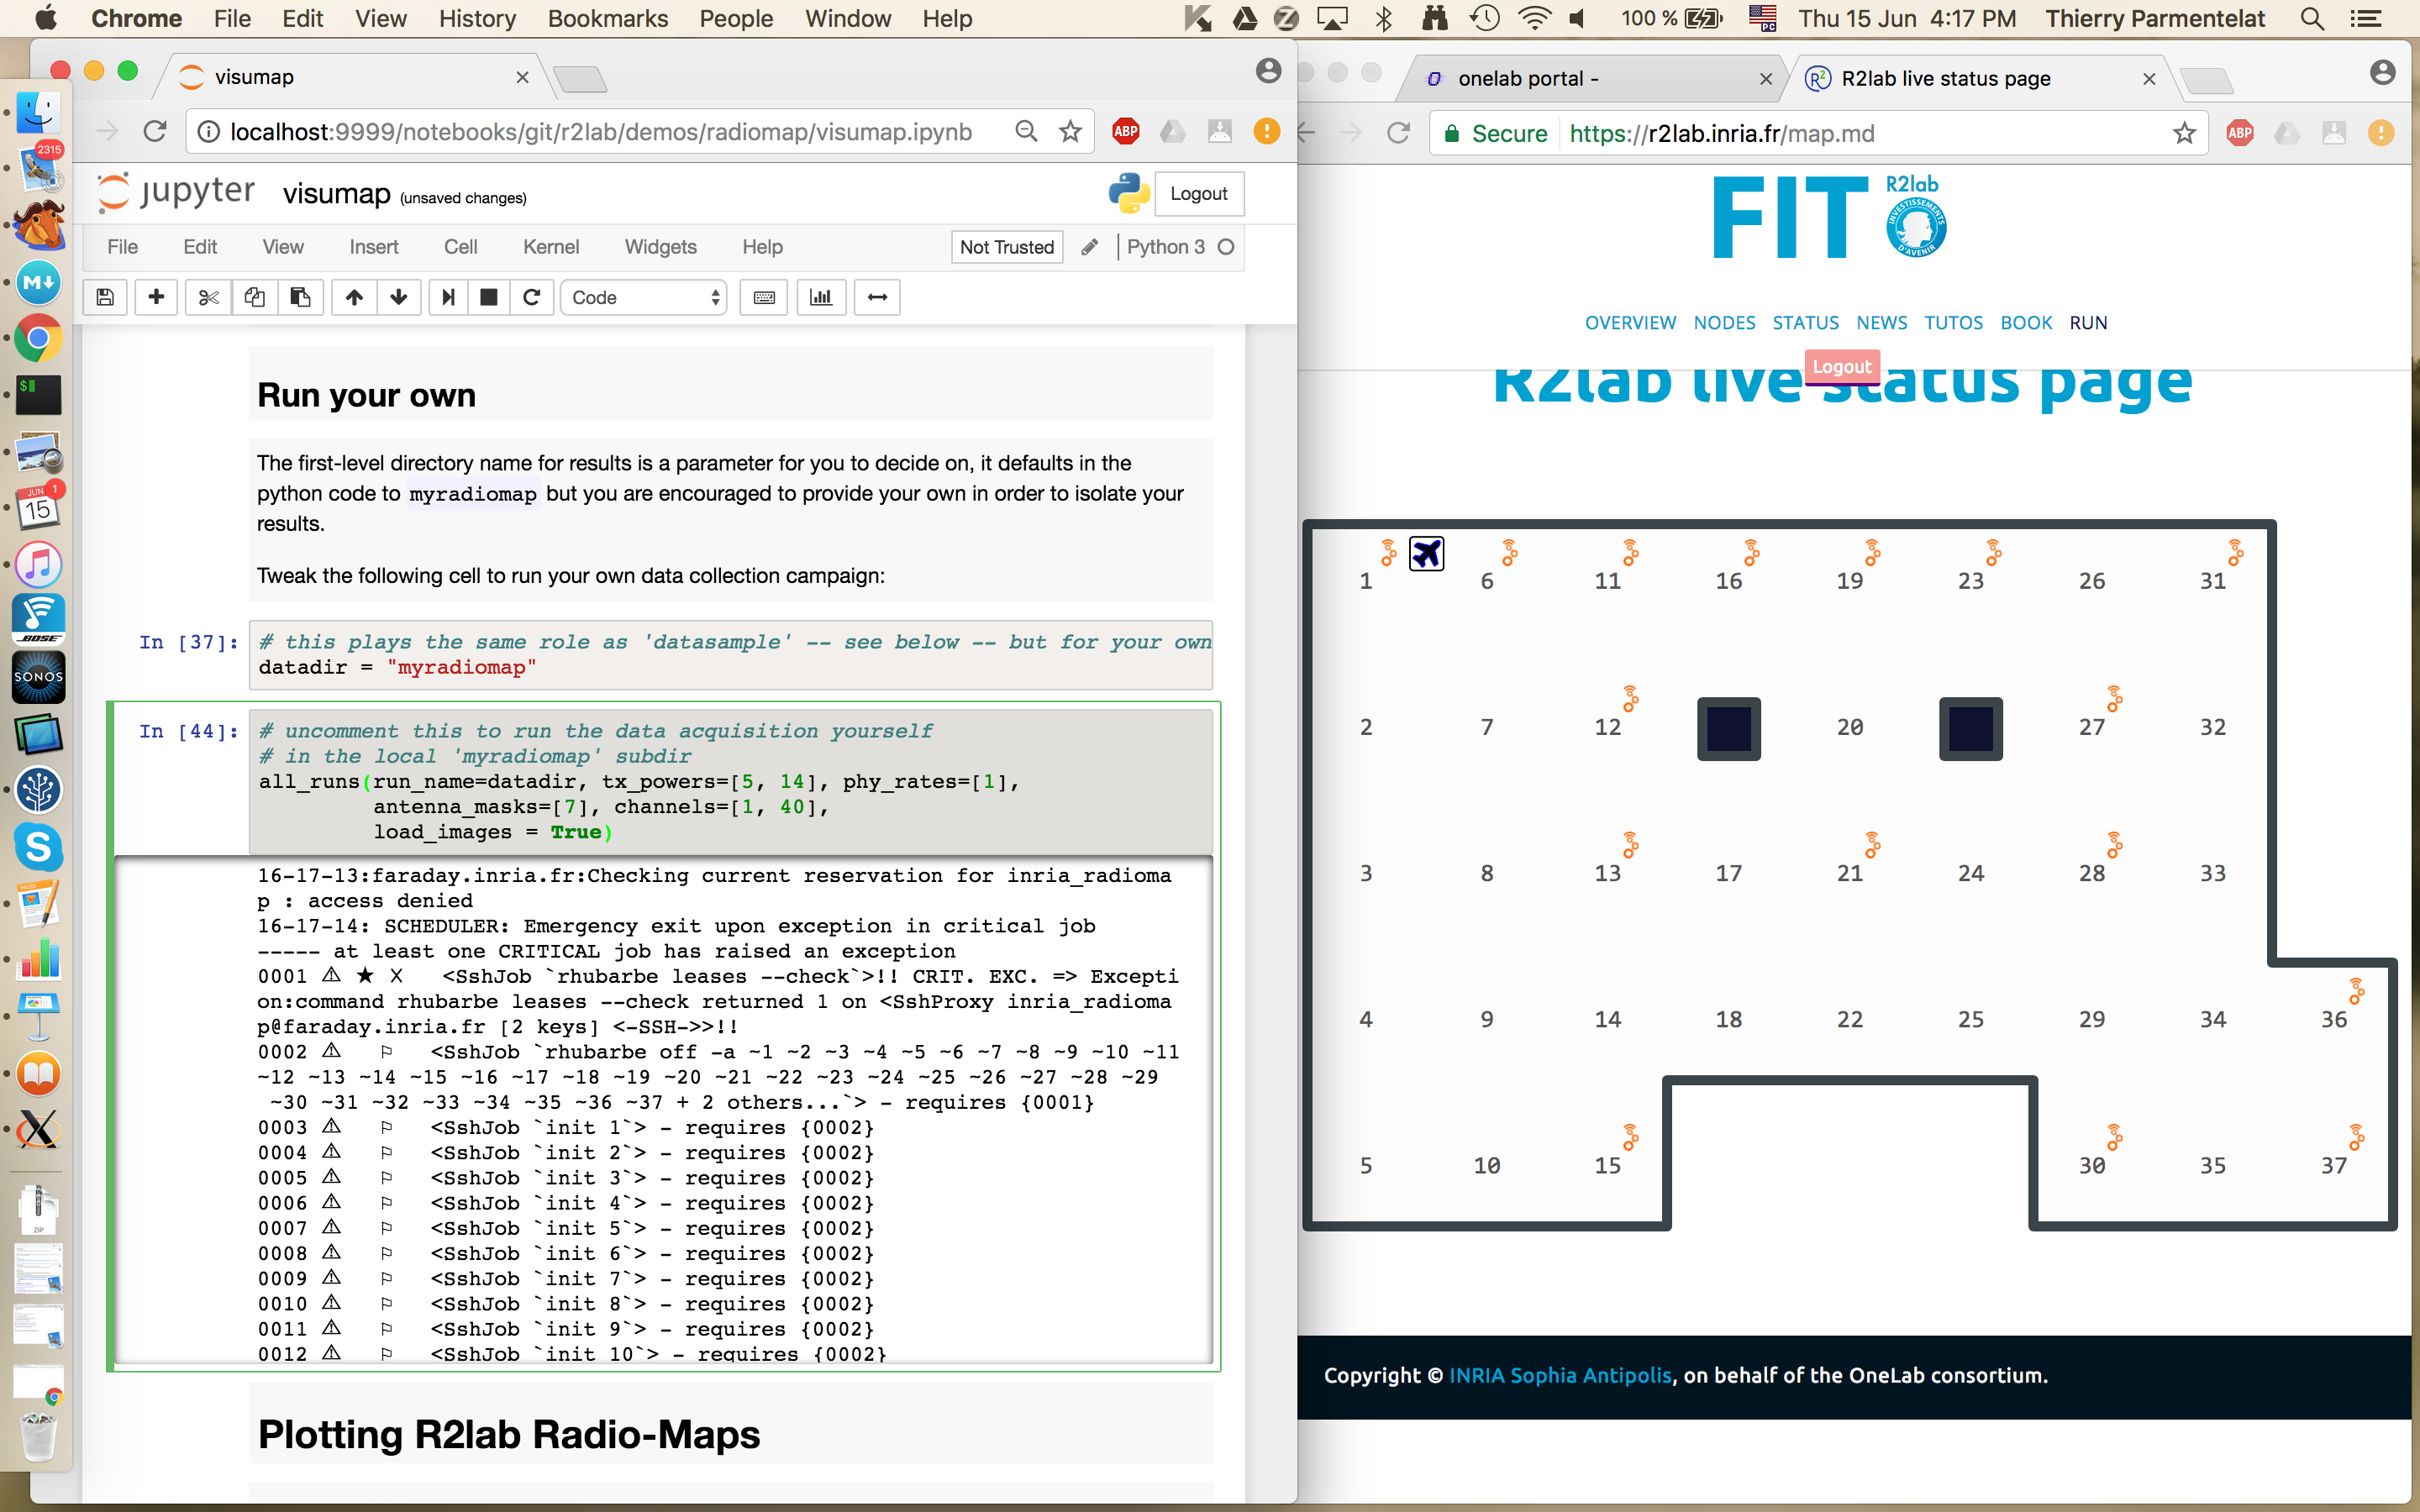 Chrome File Edit View History Bookmarks People Window Help 100 % Thu 15 Jun 4:17 PM Thierry Parmentelat
visumap
localhost:9999/notebooks/git/r2lab/demos/radiomap/visumap.ipynb ABP
jupyter visumap (unsaved changes) Logout
File Edit View Insert Cell Kernel Widgets Help Not Trusted Python 3
Code
Run your own
The first-level directory name for results is a parameter for you to decide on, it defaults in the
python code to myradiomap but you are encouraged to provide your own in order to isolate your
results.
Tweak the following cell to run your own data collection campaign:
In [37]: # this plays the same role as 'datasample' -- see below -- but for your own
datadir = "myradiomap"
In [44]: # uncomment this to run the data acquisition yourself
# in the local 'myradiomap' subdir
all_runs(run_name=datadir, tx_powers=[5, 14], phy_rates=[1],
antenna_masks=[7], channels=[1, 40],
load_images = True)
16-17-13:faraday.inria.fr:Checking current reservation for inria_radioma
p : access denied
16-17-14: SCHEDULER: Emergency exit upon exception in critical job
----- at least one CRITICAL job has raised an exception
0001 ⚠ ★ ☓ <SshJob `rhubarbe leases --check`>!! CRIT. EXC. => Excepti
on:command rhubarbe leases --check returned 1 on <SshProxy inria_radioma
p@faraday.inria.fr [2 keys] <-SSH->>!!
0002 ⚠ ⚐ <SshJob `rhubarbe off -a ~1 ~2 ~3 ~4 ~5 ~6 ~7 ~8 ~9 ~10 ~11
~12 ~13 ~14 ~15 ~16 ~17 ~18 ~19 ~20 ~21 ~22 ~23 ~24 ~25 ~26 ~27 ~28 ~29
~30 ~31 ~32 ~33 ~34 ~35 ~36 ~37 + 2 others...`> - requires {0001}
0003 ⚠ ⚐ <SshJob `init 1`> - requires {0002}
0004 ⚠ ⚐ <SshJob `init 2`> - requires {0002}
0005 ⚠ ⚐ <SshJob `init 3`> - requires {0002}
0006 ⚠ ⚐ <SshJob `init 4`> - requires {0002}
0007 ⚠ ⚐ <SshJob `init 5`> - requires {0002}
0008 ⚠ ⚐ <SshJob `init 6`> - requires {0002}
0009 ⚠ ⚐ <SshJob `init 7`> - requires {0002}
0010 ⚠ ⚐ <SshJob `init 8`> - requires {0002}
0011 ⚠ ⚐ <SshJob `init 9`> - requires {0002}
0012 ⚠ ⚐ <SshJob `init 10`> - requires {0002}
Plotting R2lab Radio-Maps
2315
M
JUN 1
15
BOSE
SONOS
S
PAGES
ZIP
onelab portal -
R2lab live status page
Secure https://r2lab.inria.fr/map.md ABP
FIT R2lab
INVESTISSEMENTS
D'AVENIR
OVERVIEW NODES STATUS NEWS TUTOS BOOK RUN
Logout
R2lab live status page
1 6 11 16 19 23 26 31
2 7 12 20 27 32
3 8 13 17 21 24 28 33
4 9 14 18 22 25 29 34 36
5 10 15 30 35 37
Copyright © INRIA Sophia Antipolis, on behalf of the OneLab consortium.